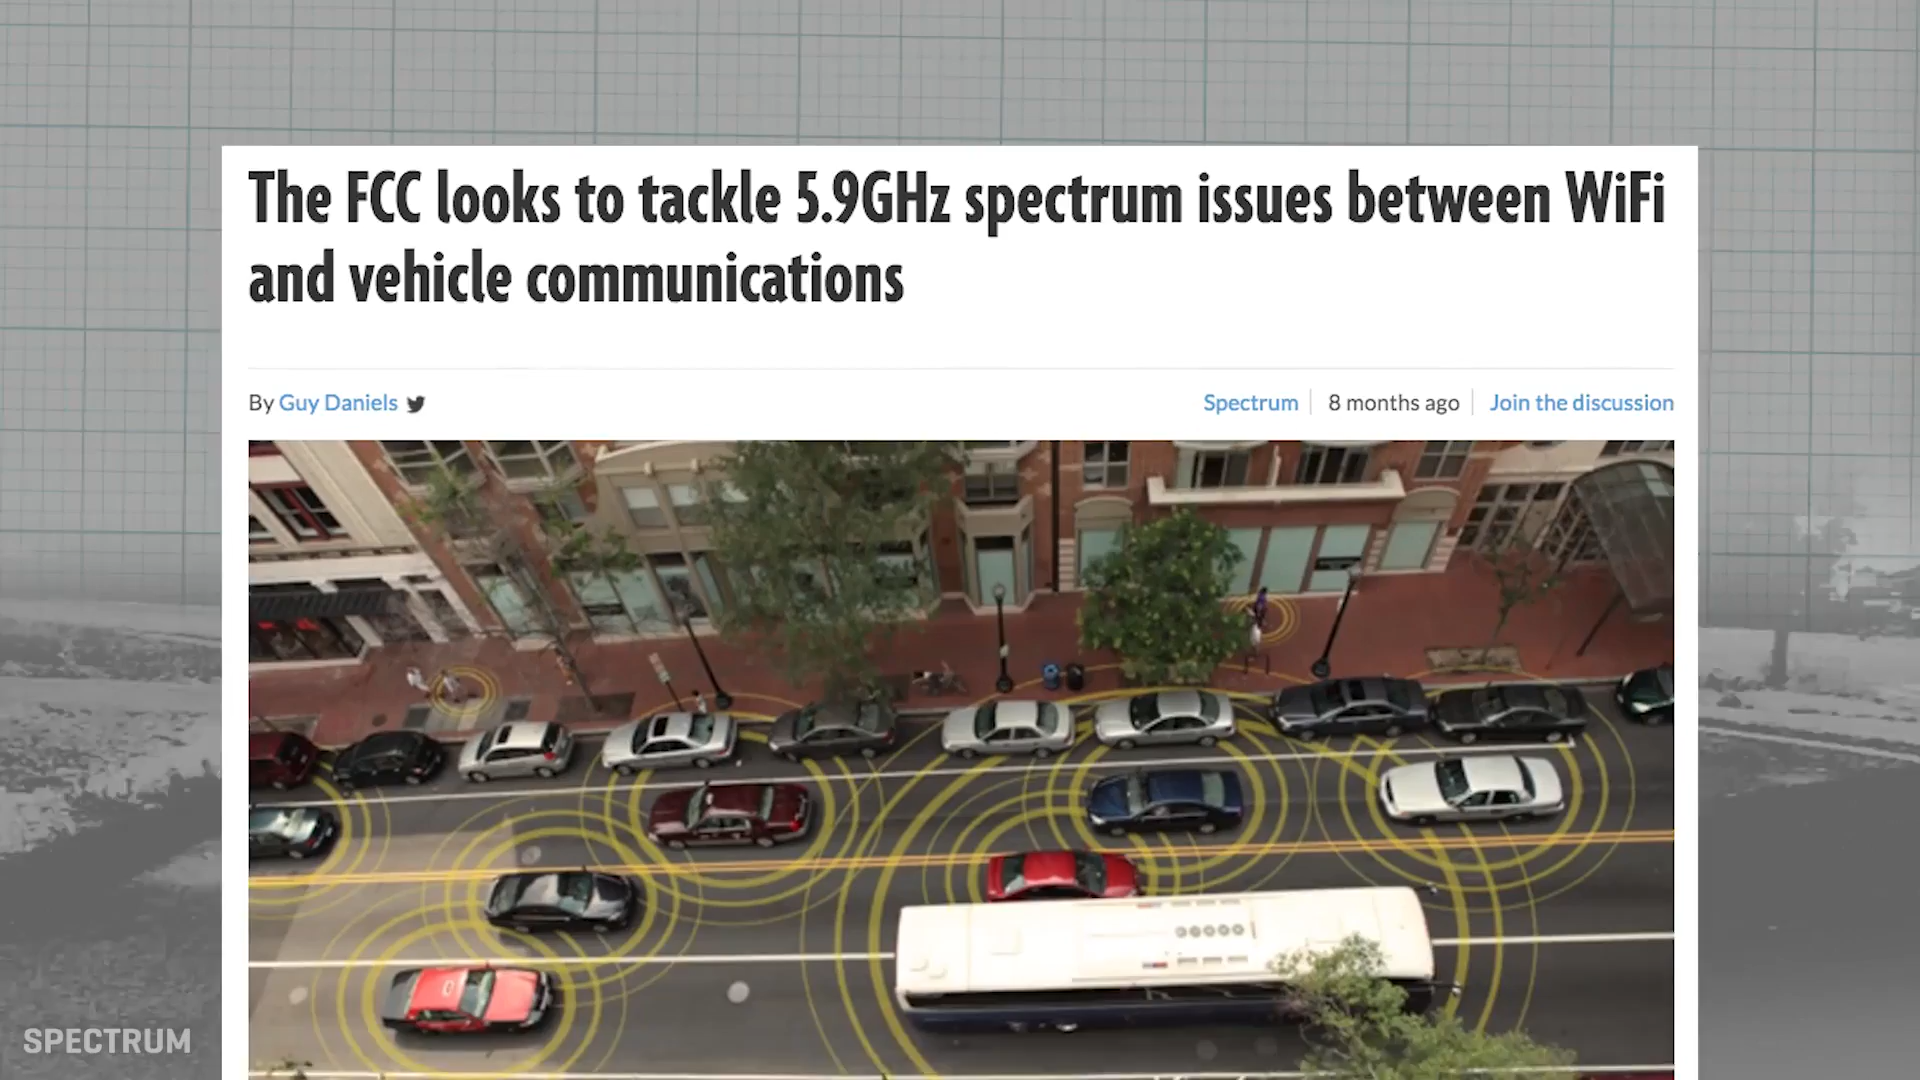 The FCC looks to tackle 5.9GHz spectrum issues between WiFi
and vehicle communications
By Guy Daniels
Spectrum
8 months ago
Join the discussion
SPECTRUM